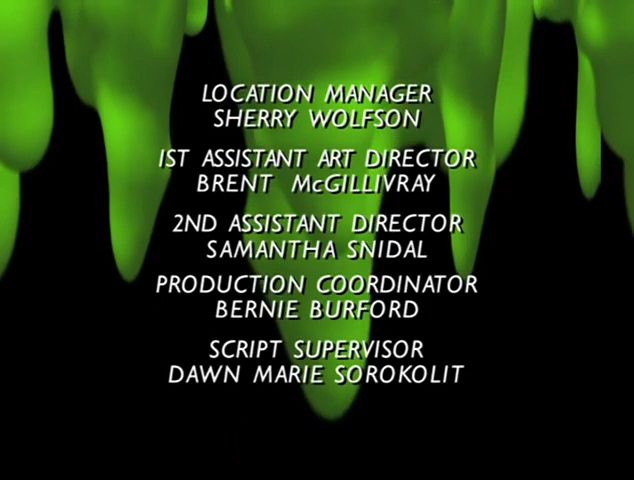 LOCATION MANAGER
SHERRY WOLFSON
1ST ASSISTANT ART DIRECTOR
BRENT McGILLIVRAY
2ND ASSISTANT DIRECTOR
SAMANTHA SNIDAL
PRODUCTION COORDINATOR
BERNIE BURFORD
SCRIPT SUPERVISOR
DAWN MARIE SOROKOLIT